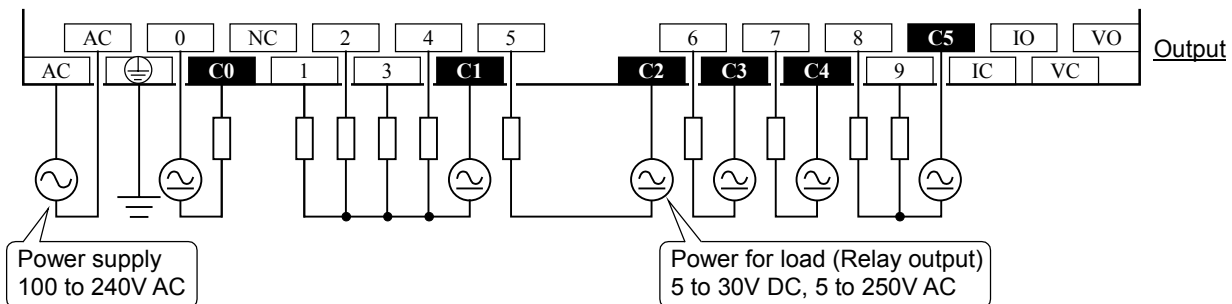 AC 0 NC 2 4 5 6 7 8 C5 IO VO
Output
AC C0 1 3 C1 C2 C3 C4 9 IC VC
Power supply
100 to 240V AC
Power for load (Relay output)
5 to 30V DC, 5 to 250V AC